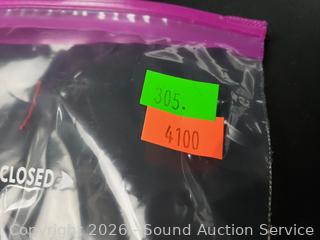 305.
4100
CLOSED
Copyright 2026 - Sound Auction Service